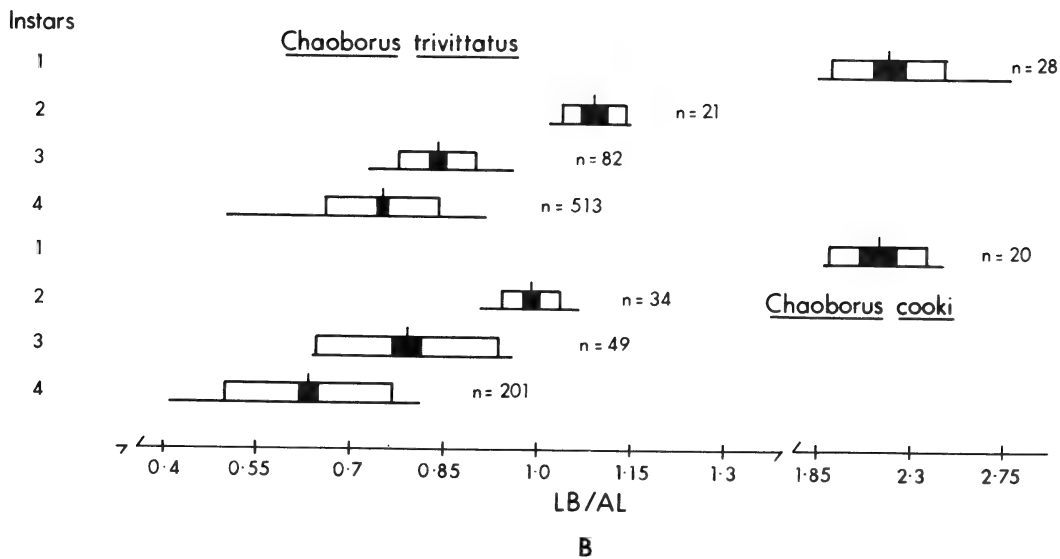 Instars
Chaoborus trivittatus
1 n = 28
2 n = 21
3 n = 82
4 n = 513
1 n = 20
2 n = 34
Chaoborus cooki
3 n = 49
4 n = 201
0·4 0·55 0·7 0·85 1·0 1·15 1·3 1·85 2·3 2·75
LB/AL
B